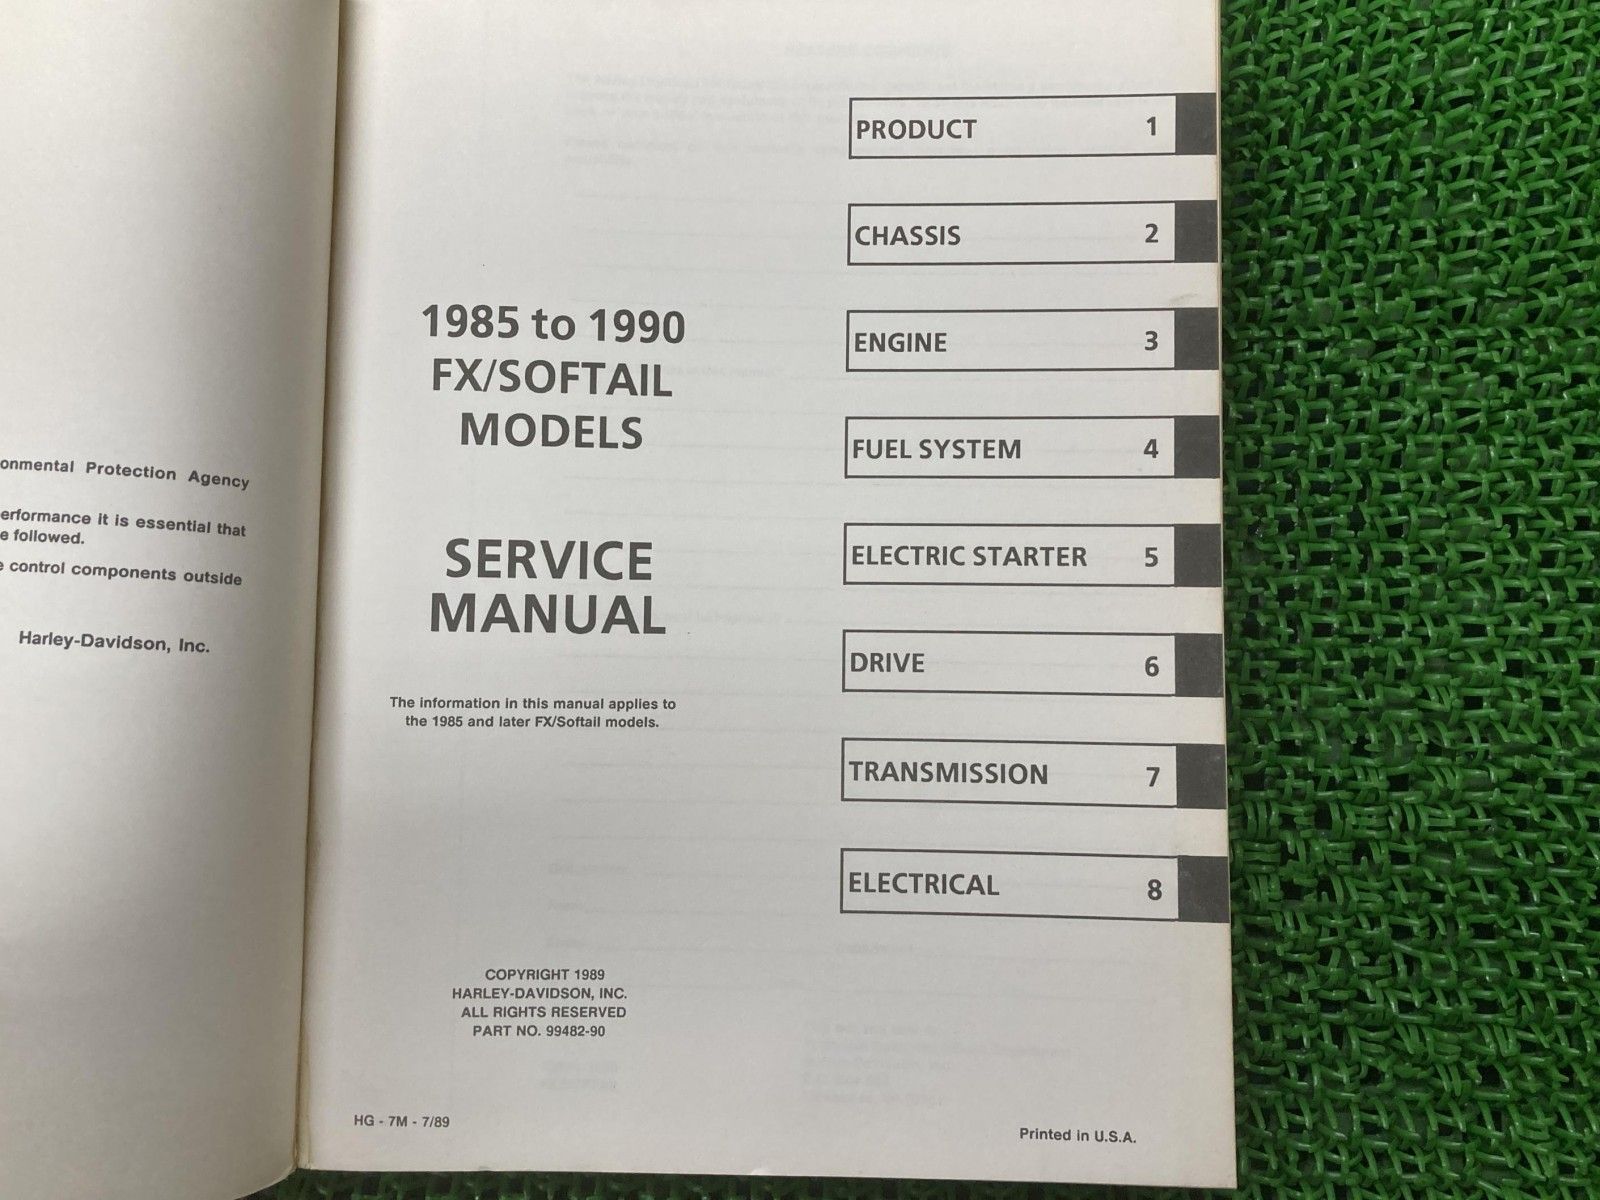 onmental Protection Agency
erformance it is essential that
e followed.
control components outside
Harley-Davidson, Inc.
1985 to 1990
FX/SOFTAIL
MODELS
SERVICE
MANUAL
The information in this manual applies to
the 1985 and later FX/Softail models.
COPYRIGHT 1989
HARLEY-DAVIDSON, INC.
ALL RIGHTS RESERVED
PART NO. 99482-90
HG - 7M - 7/89
PRODUCT 1
CHASSIS 2
ENGINE 3
FUEL SYSTEM 4
ELECTRIC STARTER 5
DRIVE 6
TRANSMISSION 7
ELECTRICAL 8
Printed in U.S.A.